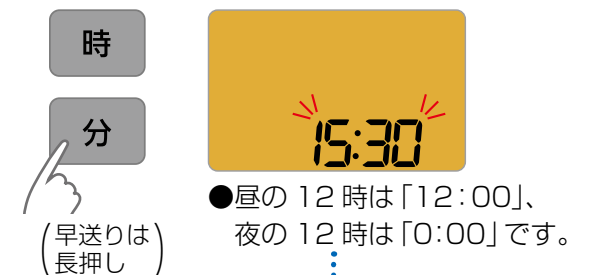 時
15:30
分
●昼の 12 時は「12:00」、
夜の 12 時は「0:00」です。
(早送りは
長押し)